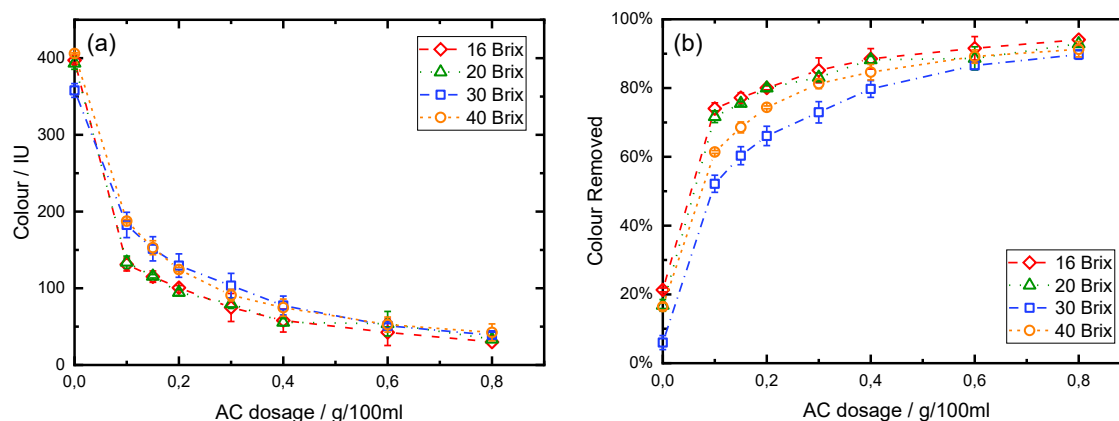 (a)
16 Brix
20 Brix
30 Brix
40 Brix
Colour / IU
400
300
200
100
0
0,0 0,2 0,4 0,6 0,8
AC dosage / g/100ml
(b)
16 Brix
20 Brix
30 Brix
40 Brix
Colour Removed
100%
80%
60%
40%
20%
0%
0,0 0,2 0,4 0,6 0,8
AC dosage / g/100ml